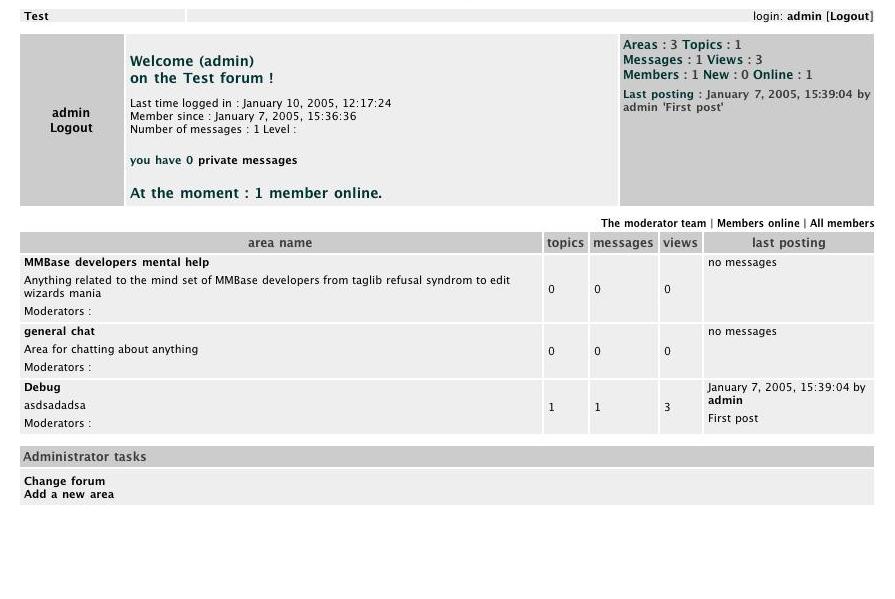 Test login: admin [Logout]
admin
Logout
Welcome (admin)
on the Test forum !
Last time logged in : January 10, 2005, 12:17:24
Member since : January 7, 2005, 15:36:36
Number of messages : 1 Level :
you have 0 private messages
At the moment : 1 member online.
Areas : 3 Topics : 1
Messages : 1 Views : 3
Members : 1 New : 0 Online : 1
Last posting : January 7, 2005, 15:39:04 by
admin 'First post'
The moderator team | Members online | All members
area name topics messages views last posting
MMBase developers mental help
Anything related to the mind set of MMBase developers from taglib refusal syndrom to edit
wizards mania
Moderators :
0 0 0
no messages
general chat
Area for chatting about anything
Moderators :
0 0 0
no messages
Debug
asdsadadsa
Moderators :
1 1 3
January 7, 2005, 15:39:04 by
admin
First post
Administrator tasks
Change forum
Add a new area